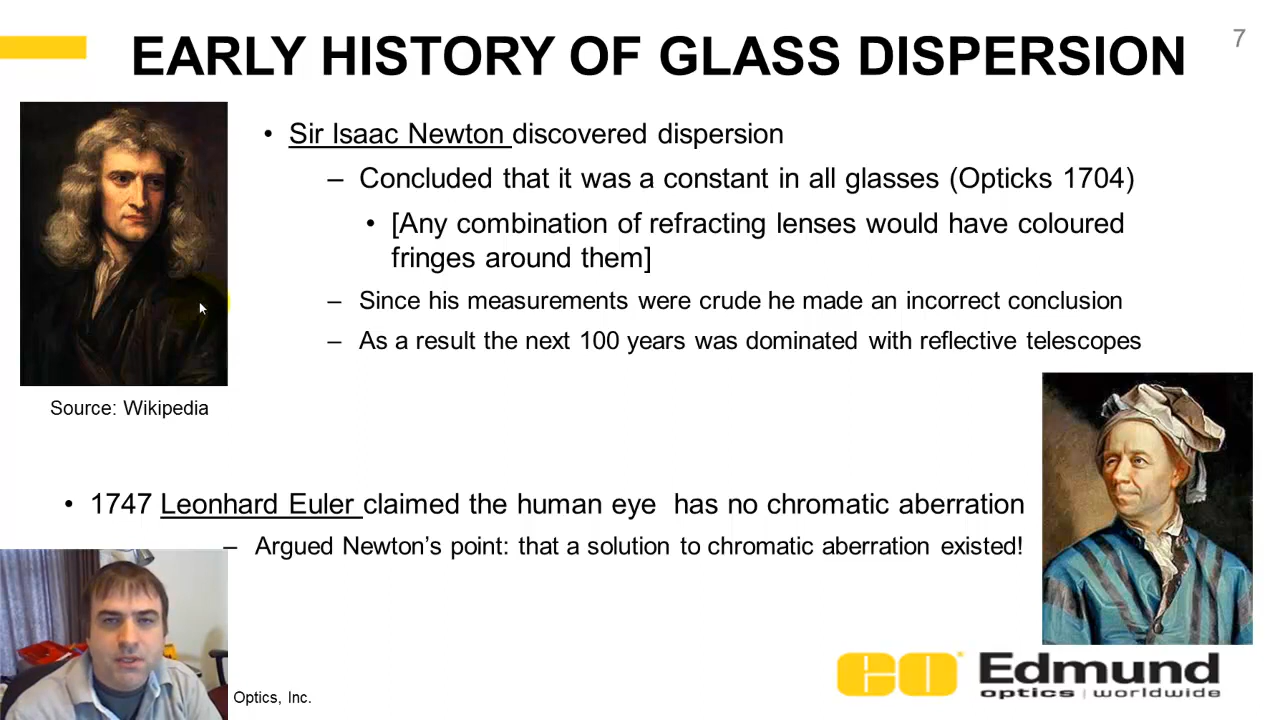 7
EARLY HISTORY OF GLASS DISPERSION
• Sir Isaac Newton discovered dispersion
– Concluded that it was a constant in all glasses (Opticks 1704)
• [Any combination of refracting lenses would have coloured
fringes around them]
– Since his measurements were crude he made an incorrect conclusion
– As a result the next 100 years was dominated with reflective telescopes
Source: Wikipedia
• 1747 Leonhard Euler claimed the human eye has no chromatic aberration
– Argued Newton's point: that a solution to chromatic aberration existed!
EO Edmund
optics | worldwide
Optics, Inc.